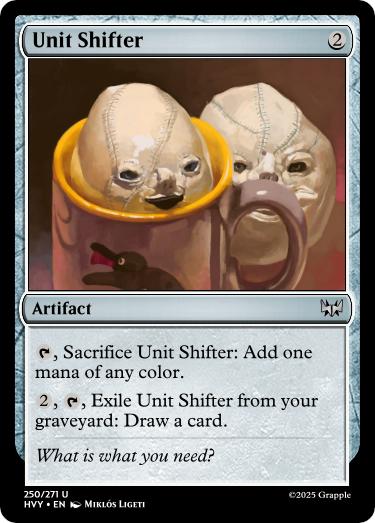 Unit Shifter 2
Artifact
, Sacrifice Unit Shifter: Add one
mana of any color.
2, , Exile Unit Shifter from your
graveyard: Draw a card.
What is what you need?
250/271 U
HVY • EN Miklós Ligeti
©2025 Grapple